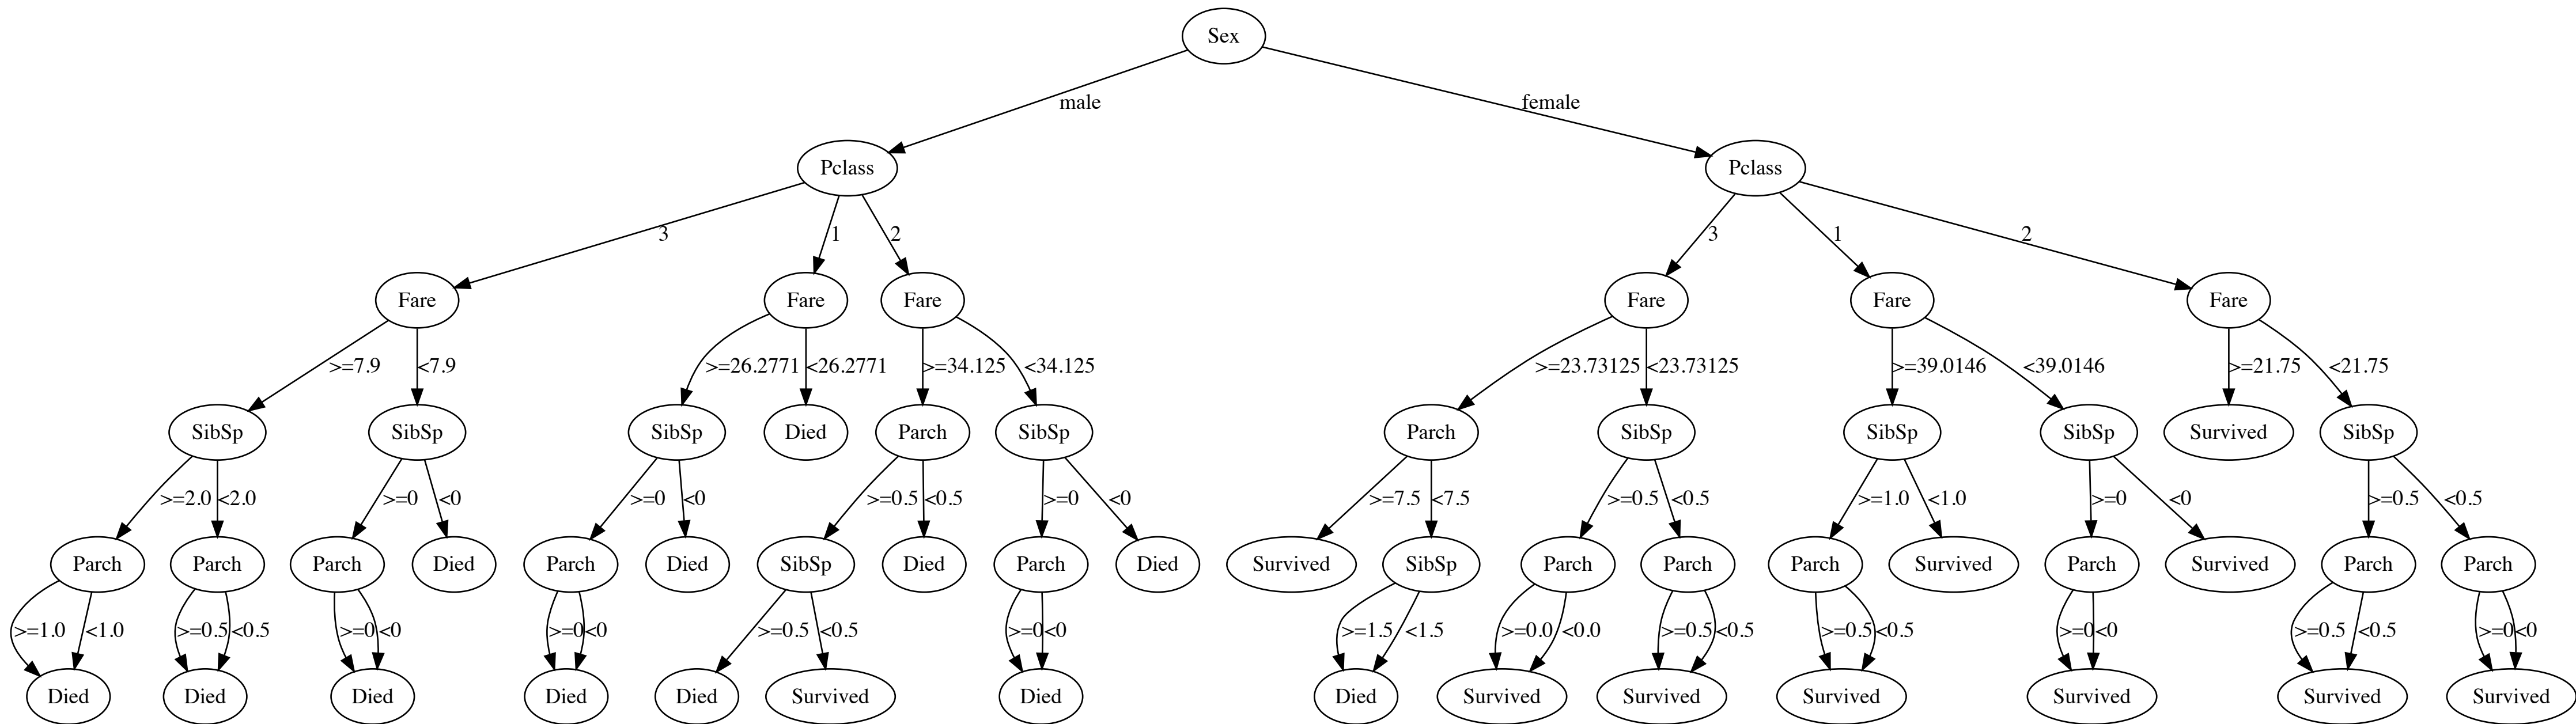 Sex
male female
Pclass Pclass
3 1 2 3 1 2
Fare Fare Fare Fare Fare Fare
>=7.9 <7.9 >=26.2771 <26.2771 >=34.125 <34.125 >=23.73125 <23.73125 >=39.0146 <39.0146 >=21.75 <21.75
SibSp SibSp SibSp Died Parch SibSp Parch SibSp SibSp SibSp Survived SibSp
>=2.0 <2.0 >=0 <0 >=0 <0 >=0.5 <0.5 >=0 <0 >=7.5 <7.5 >=0.5 <0.5 >=1.0 <1.0 >=0 <0 >=0.5 <0.5
Parch Parch Parch Died Parch Died SibSp Died Parch Died Survived SibSp Parch Parch Parch Survived Parch Survived Parch Parch
>=1.0 <1.0 >=0.5 <0.5 >=0 <0 >=0 <0 >=0.5 <0.5 >=0 <0 >=1.5 <1.5 >=0.0 <0.0 >=0.5 <0.5 >=0.5 <0.5 >=0 <0 >=0.5 <0.5 >=0 <0
Died Died Died Died Died Survived Died Died Survived Survived Survived Survived Survived Survived